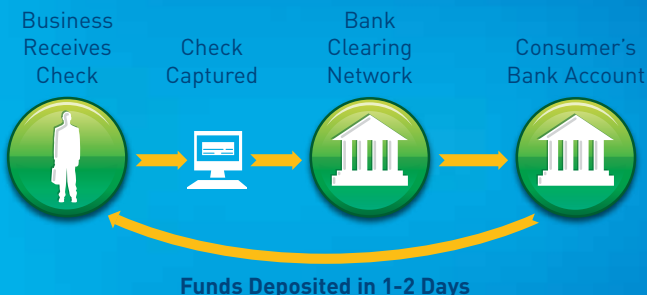 Business
Receives
Check
Check
Captured
Bank
Clearing
Network
Consumer's
Bank Account
Funds Deposited in 1-2 Days